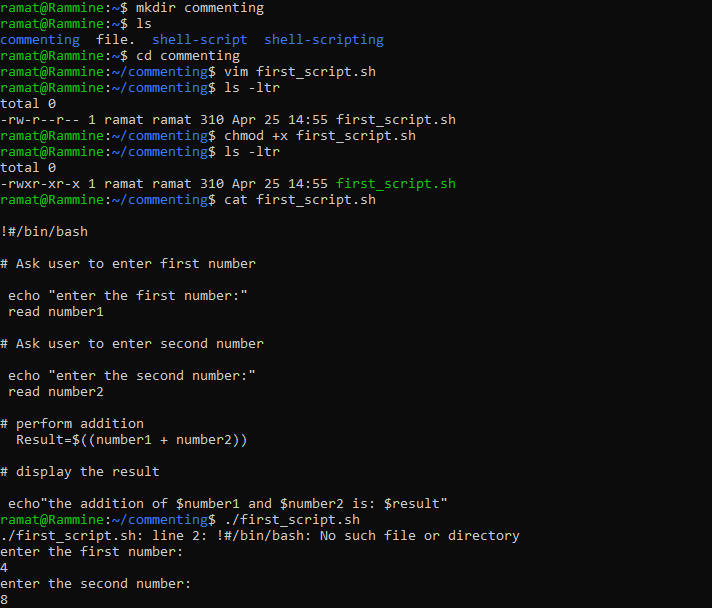 ramat@Rammine:~$ mkdir commenting
ramat@Rammine:~$ ls
commenting  file.  shell-script  shell-scripting
ramat@Rammine:~$ cd commenting
ramat@Rammine:~/commenting$ vim first_script.sh
ramat@Rammine:~/commenting$ ls -ltr
total 0
-rw-r--r-- 1 ramat ramat 310 Apr 25 14:55 first_script.sh
ramat@Rammine:~/commenting$ chmod +x first_script.sh
ramat@Rammine:~/commenting$ ls -ltr
total 0
-rwxr-xr-x 1 ramat ramat 310 Apr 25 14:55 first_script.sh
ramat@Rammine:~/commenting$ cat first_script.sh
!#/bin/bash
# Ask user to enter first number
 echo "enter the first number:"
 read number1
# Ask user to enter second number
 echo "enter the second number:"
 read number2
# perform addition
  Result=$((number1 + number2))
# display the result
 echo"the addition of $number1 and $number2 is: $result"
ramat@Rammine:~/commenting$ ./first_script.sh
./first_script.sh: line 2: !#/bin/bash: No such file or directory
enter the first number:
4
enter the second number:
8